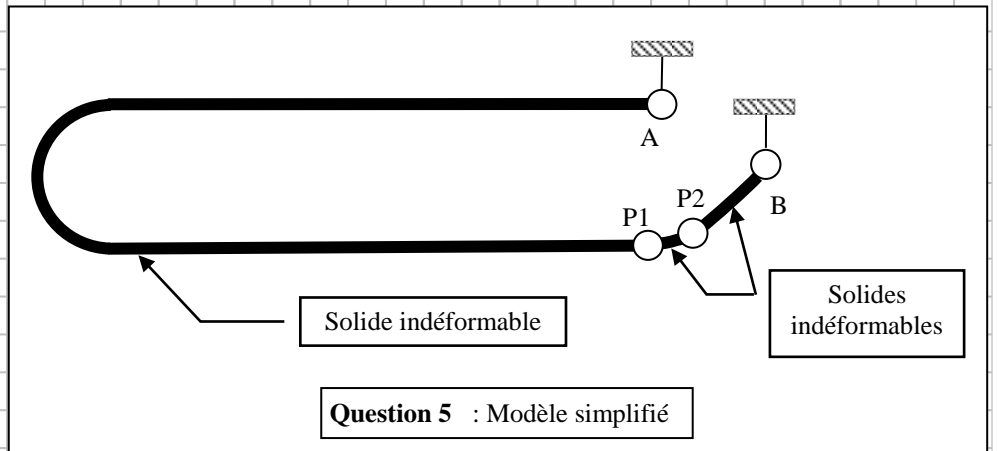 A
B
P2
P1
Solide indéformable
Solides
indéformables
Question 5 : Modèle simplifié